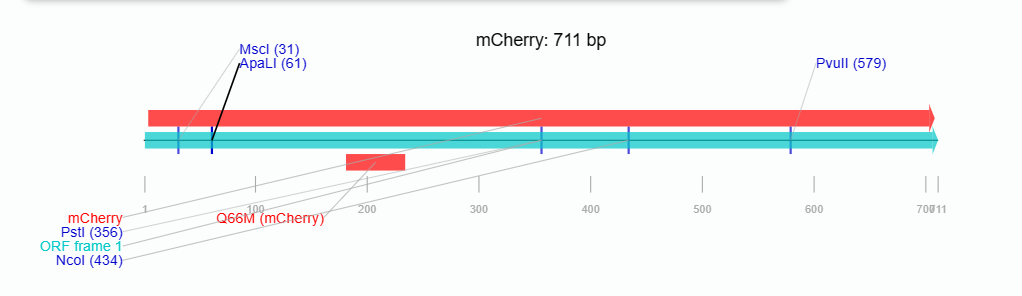 mCherry: 711 bp
MscI (31)
ApaLI (61)
PvuII (579)
1 100 200 300 400 500 600 700 711
mCherry
Q66M (mCherry)
PstI (356)
ORF frame 1
NcoI (434)